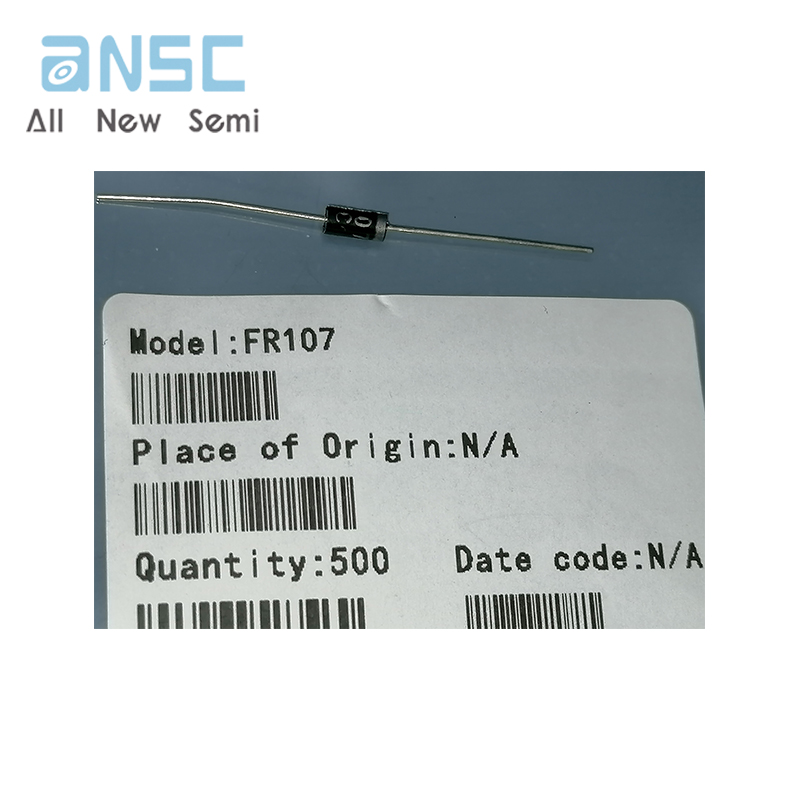 aNSC
All New Semi
Model:FR107
Place of Origin:N/A
Quantity:500 Date code:N/A